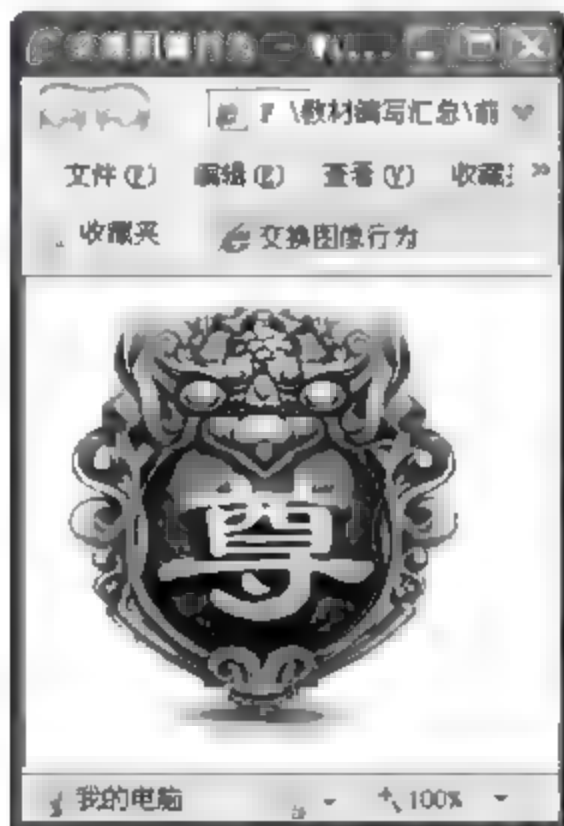 F \教材编写汇总\前
文件(F) 编辑(E) 查看(V) 收藏 »
收藏夹 交换图像行为
尊
我的电脑 100%